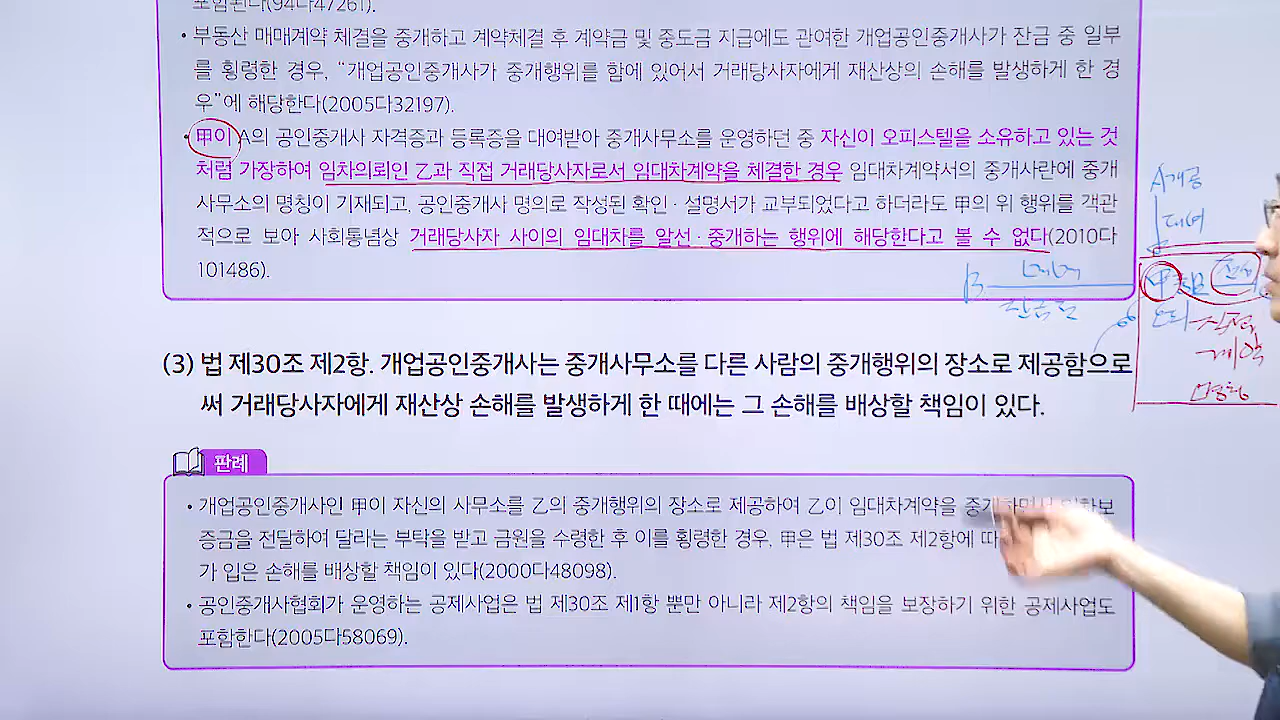 포함된다(94다47261).
• 부동산 매매계약 체결을 중개하고 계약체결 후 계약금 및 중도금 지급에도 관여한 개업공인중개사가 잔금 중 일부
를 횡령한 경우, “개업공인중개사가 중개행위를 함에 있어서 거래당사자에게 재산상의 손해를 발생하게 한 경
우”에 해당한다(2005다32197).
• 甲이 A의 공인중개사 자격증과 등록증을 대여받아 중개사무소를 운영하던 중 자신이 오피스텔을 소유하고 있는 것
처럼 가장하여 임차의뢰인 乙과 직접 거래당사자로서 임대차계약을 체결한 경우 임대차계약서의 중개사란에 중개
사무소의 명칭이 기재되고, 공인중개사 명의로 작성된 확인·설명서가 교부되었다고 하더라도 甲의 위 행위를 객관
적으로 보아 사회통념상 거래당사자 사이의 임대차를 알선·중개하는 행위에 해당한다고 볼 수 없다(2010다
101486).
A개공
대여
B
잔금
甲
직접
계약
(3) 법 제30조 제2항. 개업공인중개사는 중개사무소를 다른 사람의 중개행위의 장소로 제공함으로
써 거래당사자에게 재산상 손해를 발생하게 한 때에는 그 손해를 배상할 책임이 있다.
판례
• 개업공인중개사인 甲이 자신의 사무소를 乙의 중개행위의 장소로 제공하여 乙이 임대차계약을
증금을 전달하여 달라는 부탁을 받고 금원을 수령한 후 이를 횡령한 경우, 甲은 법 제30조 제2항에
가 입은 손해를 배상할 책임이 있다(2000다48098).
• 공인중개사협회가 운영하는 공제사업은 법 제30조 제1항 뿐만 아니라 제2항의 책임을 보장하기 위한 공제사업도
포함한다(2005다58069).